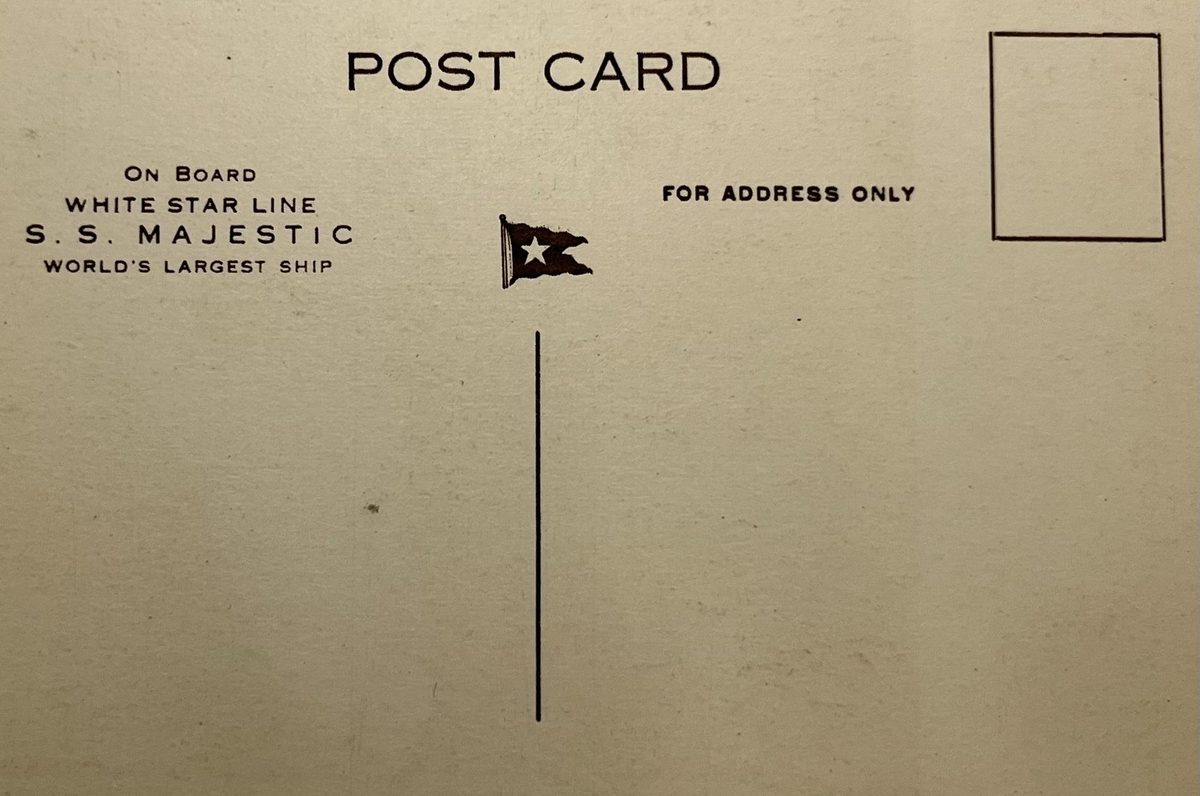 POST CARD
On Board
WHITE STAR LINE
S. S. MAJESTIC
WORLD'S LARGEST SHIP
FOR ADDRESS ONLY